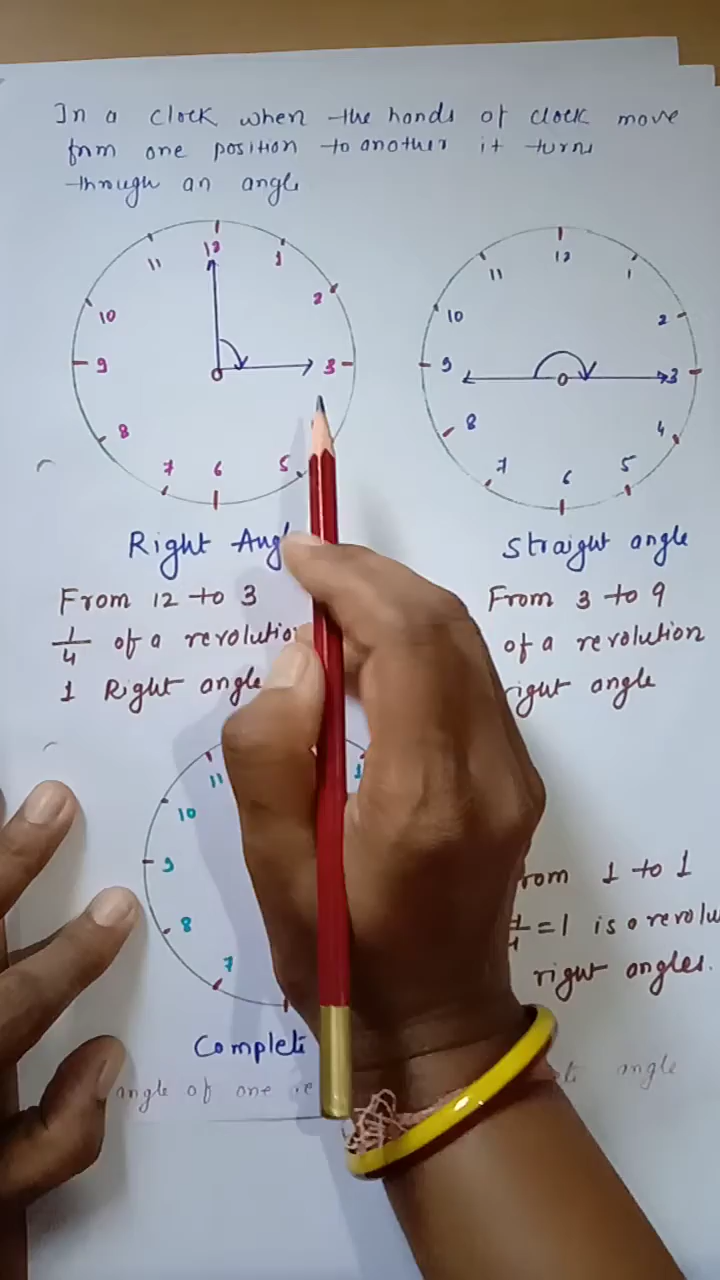 In a clock when the hands of clock move
from one position to another it turns
through an angle
12
11 1
10 2
9 3
8
7 6 5
12
11 1
10 2
9 3
8 4
7 6 5
Right
Straight angle
From 12 to 3
From 3 to 9
1/4 of a
of a revolution
1 Right angle
angle
11
10
9
8
7
1 to 1
=1 is a
right angles.
Complete
angle of one
angle